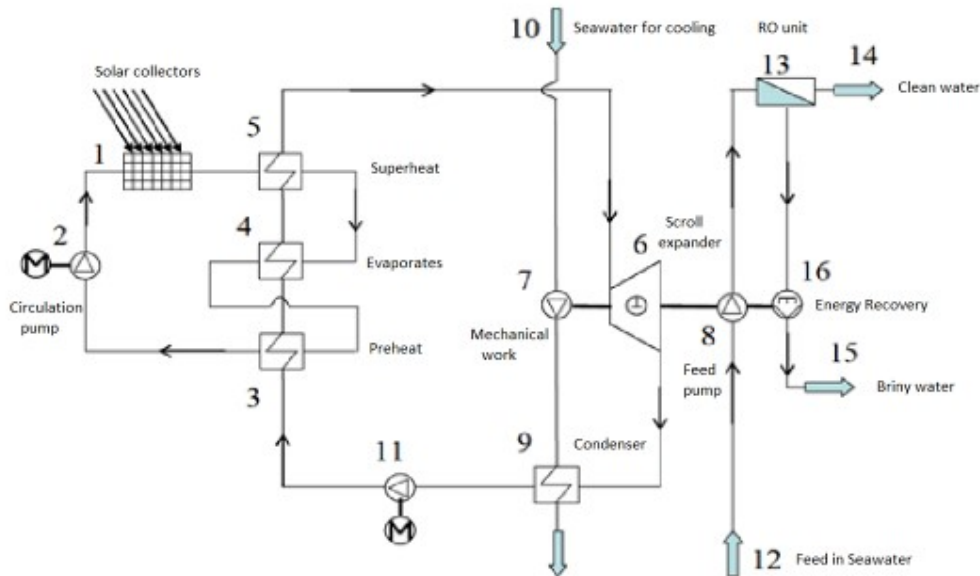 10
Seawater for cooling
RO unit
13
14
Clean water
Solar collectors
1
5
Superheat
Scroll
expander
6
2
M
4
Evaporates
7
16
Energy Recovery
Circulation
pump
Preheat
Mechanical
work
8
Feed
pump
15
Briny water
3
9
Condenser
11
M
12
Feed in Seawater